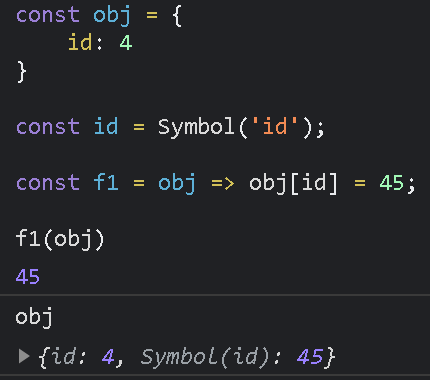 const obj = {
    id: 4
}
const id = Symbol('id');
const f1 = obj => obj[id] = 45;
f1(obj)
45
obj
▶ {id: 4, Symbol(id): 45}